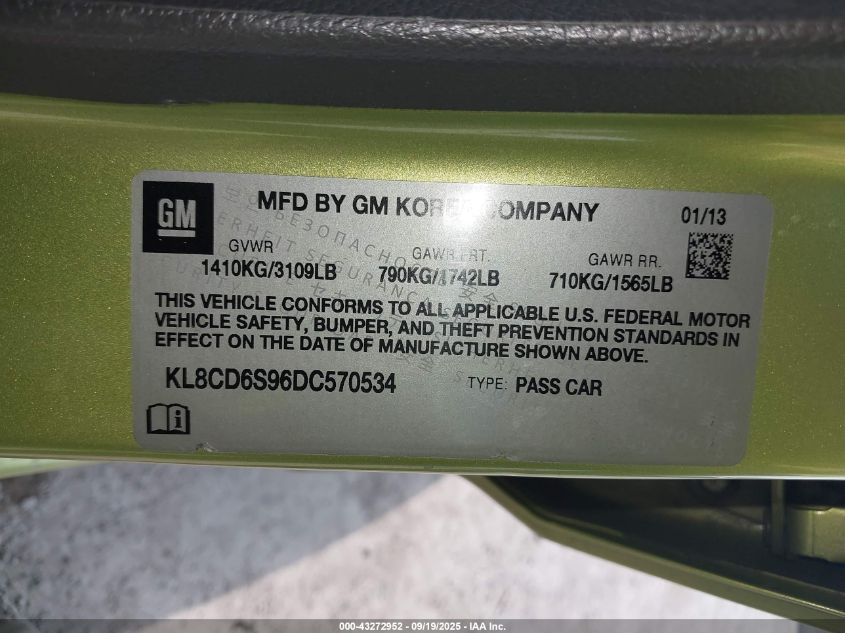 GM
MFD BY GM KOREA COMPANY
01/13
GVWR
GAWR FRT.
GAWR RR.
1410KG/3109LB
790KG/1742LB
710KG/1565LB
THIS VEHICLE CONFORMS TO ALL APPLICABLE U.S. FEDERAL MOTOR
VEHICLE SAFETY, BUMPER, AND THEFT PREVENTION STANDARDS IN
EFFECT ON THE DATE OF MANUFACTURE SHOWN ABOVE.
KL8CD6S96DC570534
TYPE: PASS CAR
000-43272952 - 09/19/2025 - IAA Inc.